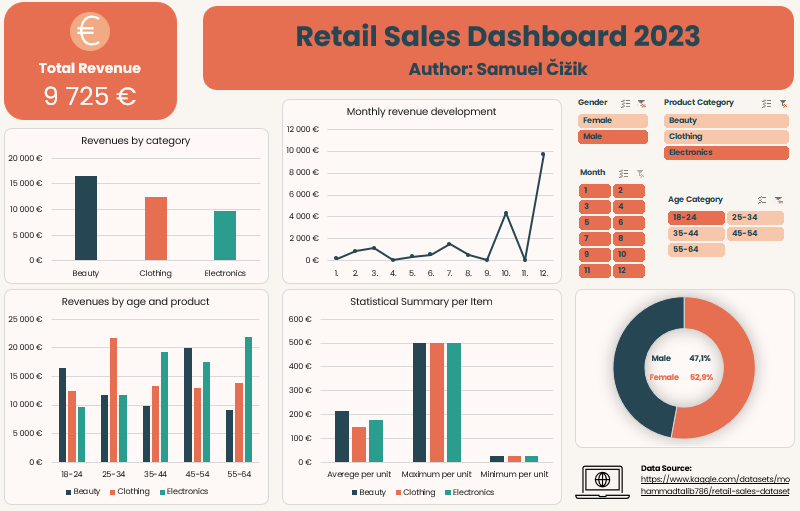 Total Revenue
9 725 €
Retail Sales Dashboard 2023
Author: Samuel Čižik
Revenues by category
20 000 €
15 000 €
10 000 €
5 000 €
0 €
Beauty Clothing Electronics
Monthly revenue development
12 000 €
10 000 €
8 000 €
6 000 €
4 000 €
2 000 €
0 €
1. 2. 3. 4. 5. 6. 7. 8. 9. 10. 11. 12.
Gender
Female
Male
Product Category
Beauty
Clothing
Electronics
Month
1 2
3 4
5 6
7 8
9 10
11 12
Age Category
18-24 25-34
35-44 45-54
55-64
Revenues by age and product
25 000 €
20 000 €
15 000 €
10 000 €
5 000 €
0 €
18-24 25-34 35-44 45-54 55-64
Beauty Clothing Electronics
Statistical Summary per Item
600 €
500 €
400 €
300 €
200 €
100 €
0 €
Averege per unit Maximum per unit Minimum per unit
Beauty Clothing Electronics
Male 47,1%
Female 52,9%
Data Source:
https://www.kaggle.com/datasets/mo
hammadtalib786/retail-sales-dataset